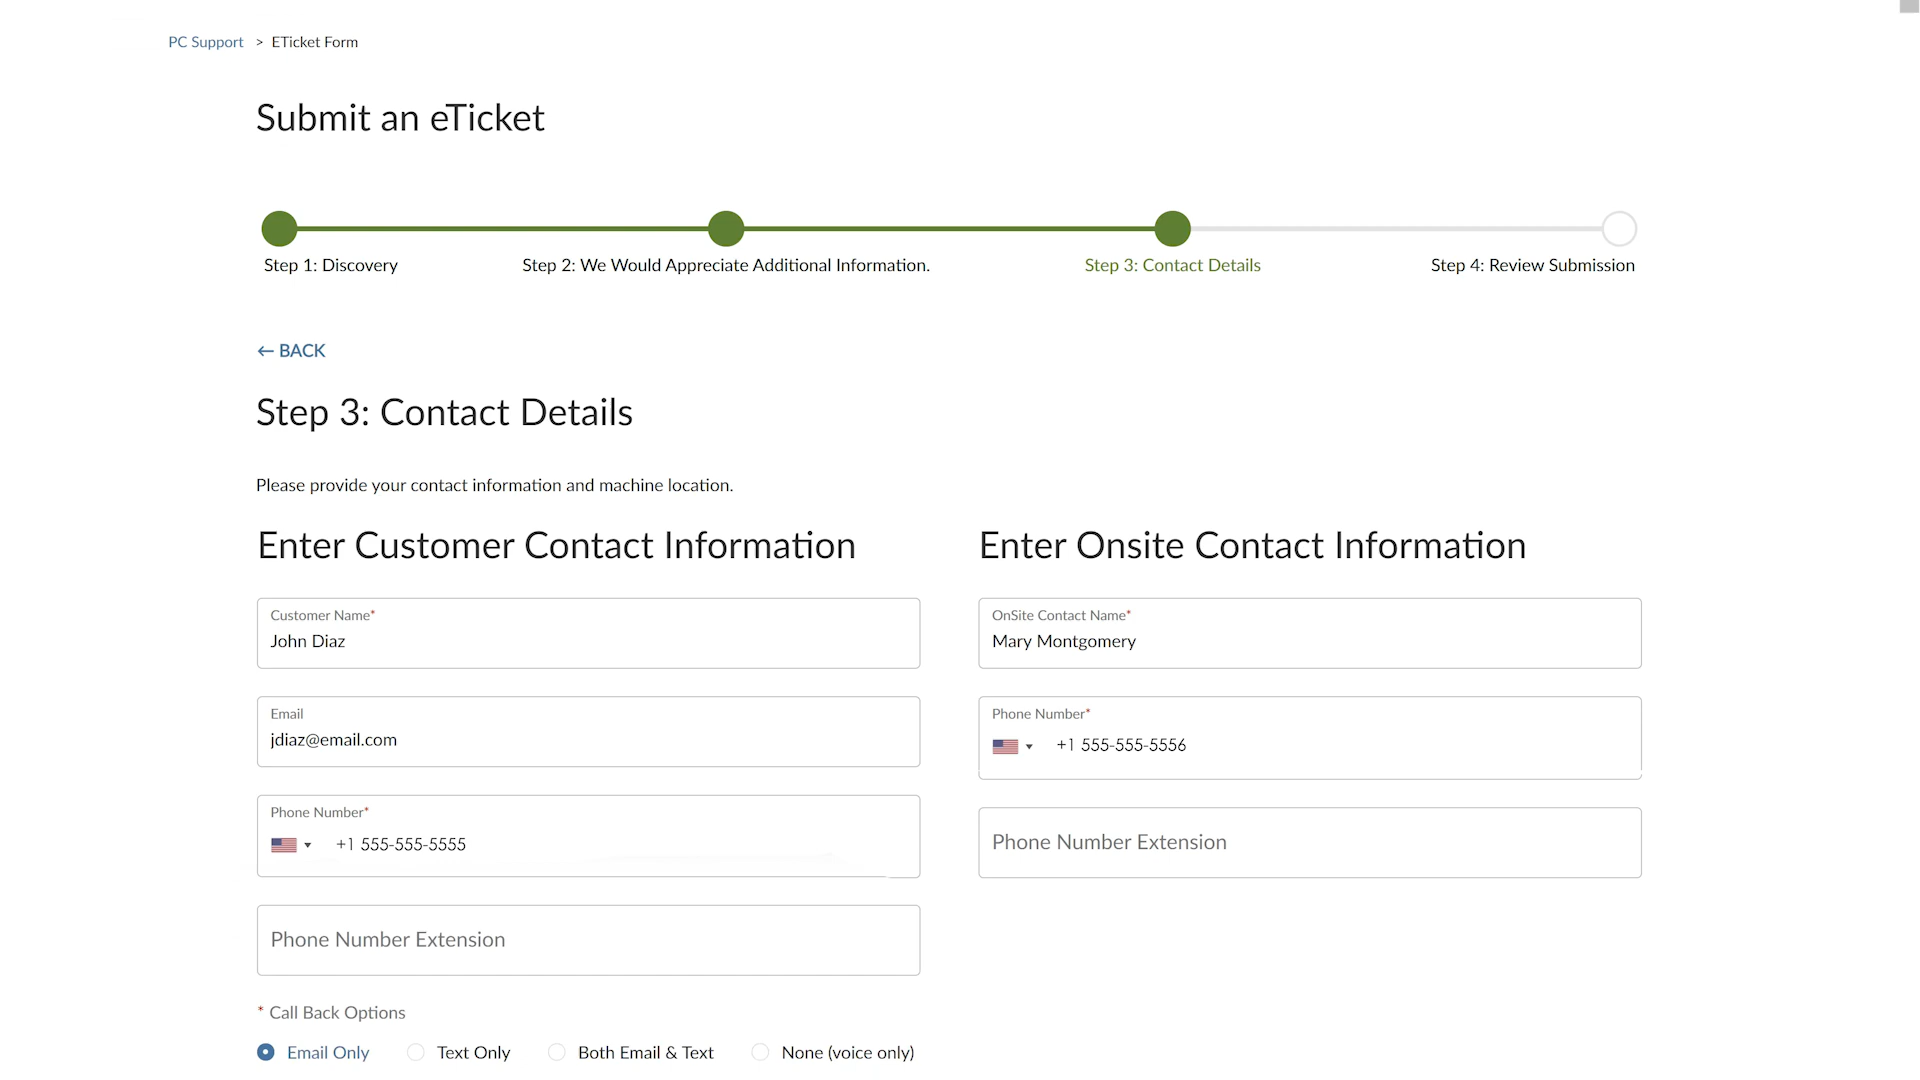 PC Support > ETicket Form
Submit an eTicket
Step 1: Discovery
Step 2: We Would Appreciate Additional Information.
Step 3: Contact Details
Step 4: Review Submission
← BACK
Step 3: Contact Details
Please provide your contact information and machine location.
Enter Customer Contact Information
Customer Name*
John Diaz
Email
jdiaz@email.com
Phone Number*
+1 555-555-5555
Phone Number Extension
* Call Back Options
Email Only
Text Only
Both Email & Text
None (voice only)
Enter Onsite Contact Information
OnSite Contact Name*
Mary Montgomery
Phone Number*
+1 555-555-5556
Phone Number Extension